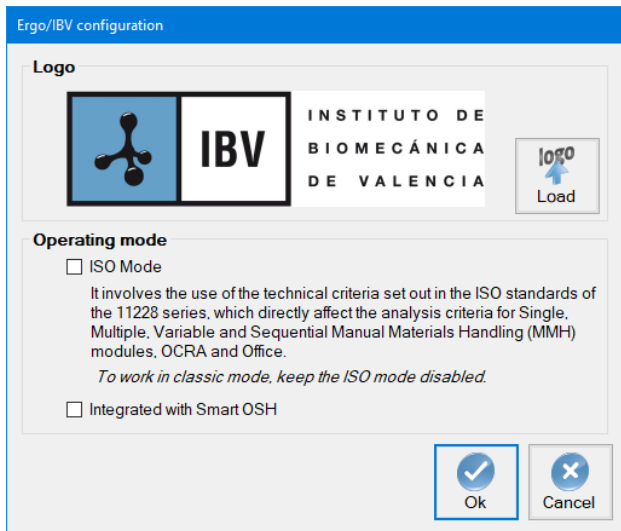 Ergo/IBV configuration
Logo
IBV
INSTITUTO DE
BIOMECÁNICA
DE VALENCIA
logo
Load
Operating mode
ISO Mode
It involves the use of the technical criteria set out in the ISO standards of
the 11228 series, which directly affect the analysis criteria for Single,
Multiple, Variable and Sequential Manual Materials Handling (MMH)
modules, OCRA and Office.
To work in classic mode, keep the ISO mode disabled.
Integrated with Smart OSH
Ok
Cancel